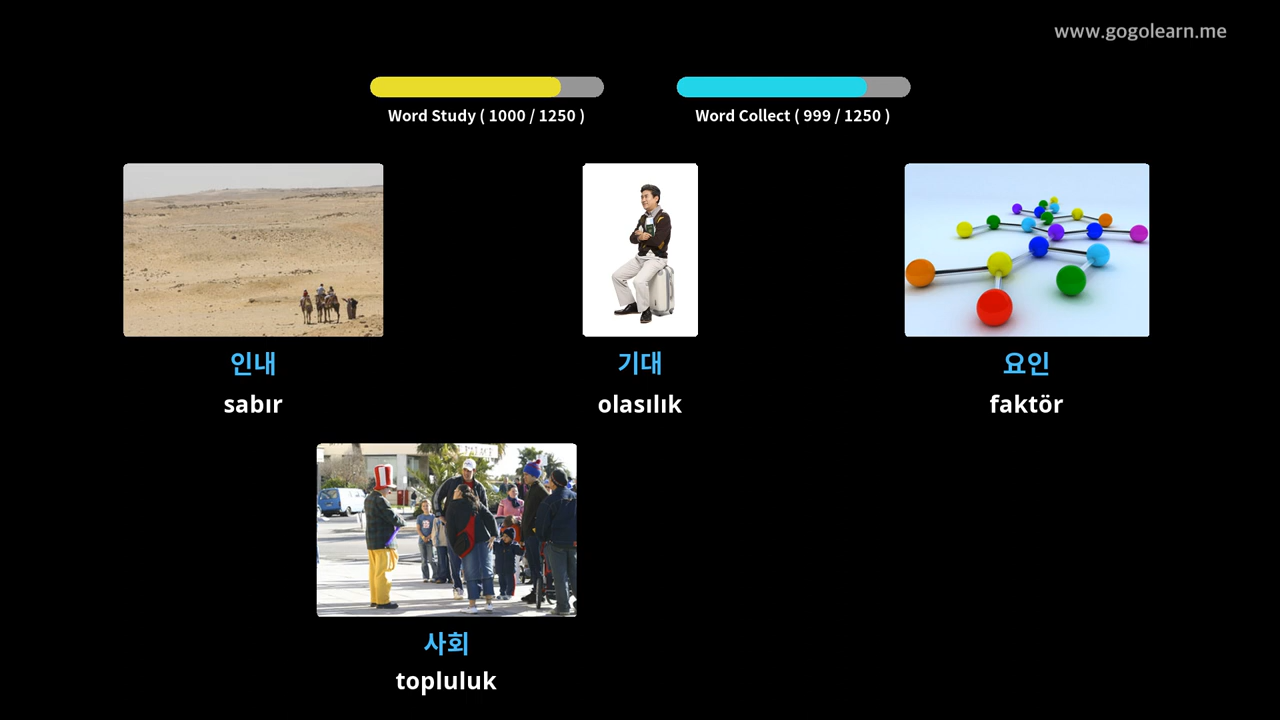 www.gogolearn.me
Word Study ( 1000 / 1250 )
Word Collect ( 999 / 1250 )
인내
기대
요인
sabır
olasılık
faktör
사회
topluluk